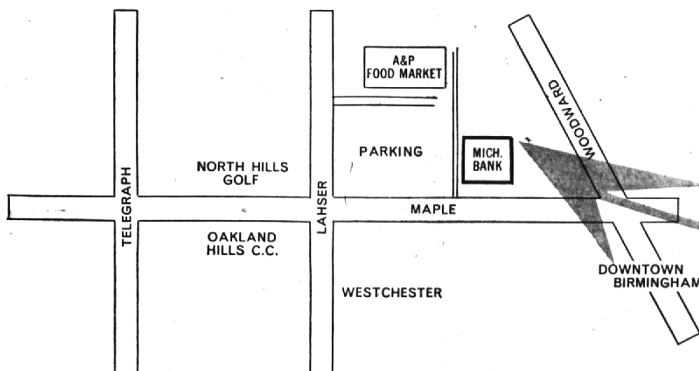 A&P
FOOD MARKET
WOODWARD
PARKING
MICH.
BANK
NORTH HILLS
GOLF
TELEGRAPH
LAHSER
MAPLE
OAKLAND
HILLS C.C.
DOWNTOWN
BIRMINGHAM
WESTCHESTER